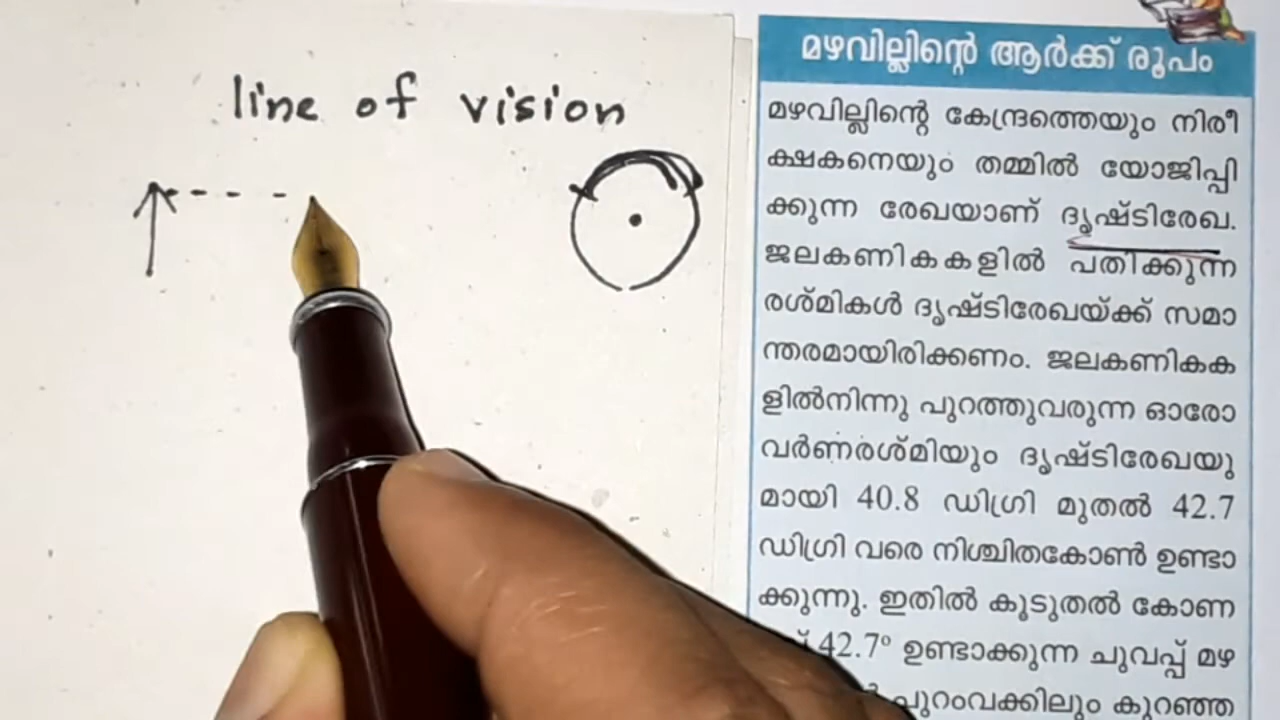 line of vision
മഴവില്ലിന്റെ ആർക്ക് രൂപം
മഴവില്ലിന്റെ കേന്ദ്രത്തെയും നിരീ
ക്ഷകനെയും തമ്മിൽ യോജിപ്പി
ക്കുന്ന രേഖയാണ് ദൃഷ്ടിരേഖ.
ജലകണികകളിൽ പതിക്കുന്ന
രശ്മികൾ ദൃഷ്ടിരേഖയ്ക്ക് സമാ
ന്തരമായിരിക്കണം. ജലകണികക
ളിൽനിന്നു പുറത്തുവരുന്ന ഓരോ
വർണരശ്മിയും ദൃഷ്ടിരേഖയു
മായി 40.8 ഡിഗ്രി മുതൽ 42.7
ഡിഗ്രി വരെ നിശ്ചിതകോൺ ഉണ്ടാ
ക്കുന്നു. ഇതിൽ കൂടുതൽ കോണ
42.7° ഉണ്ടാക്കുന്ന ചുവപ്പ് മഴ
പുറംവക്കിലും കുറഞ്ഞ